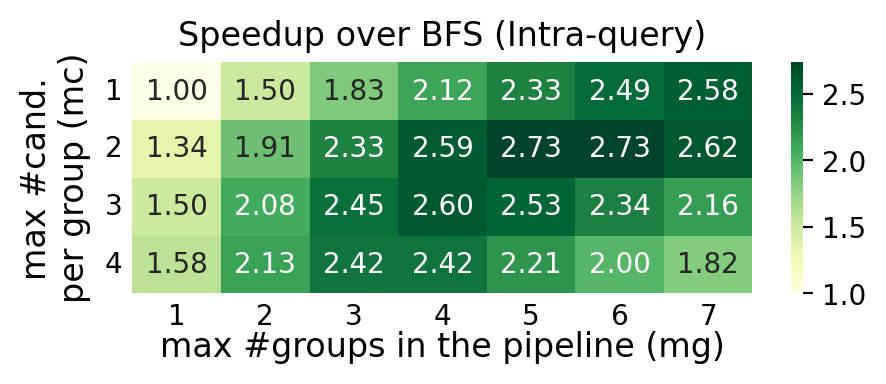 Speedup over BFS (Intra-query)
max #cand.
per group (mc)
1 1.00 1.50 1.83 2.12 2.33 2.49 2.58
2 1.34 1.91 2.33 2.59 2.73 2.73 2.62
3 1.50 2.08 2.45 2.60 2.53 2.34 2.16
4 1.58 2.13 2.42 2.42 2.21 2.00 1.82
1 2 3 4 5 6 7
max #groups in the pipeline (mg)
2.5
2.0
1.5
1.0